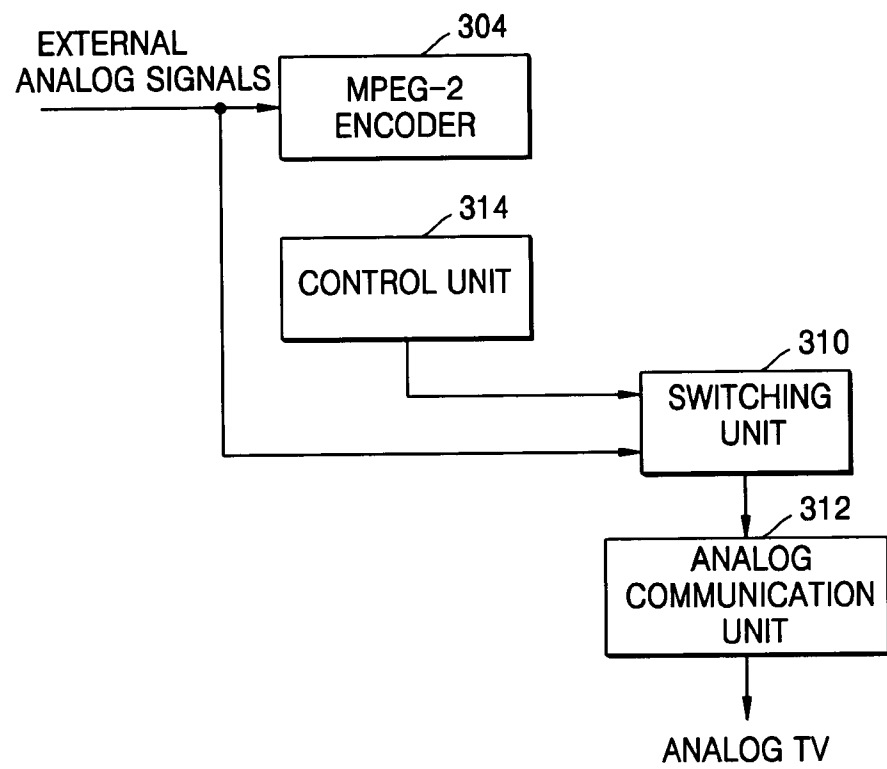 304
EXTERNAL
ANALOG SIGNALS
MPEG-2
ENCODER
314
CONTROL UNIT
310
SWITCHING
UNIT
312
ANALOG
COMMUNICATION
UNIT
ANALOG TV